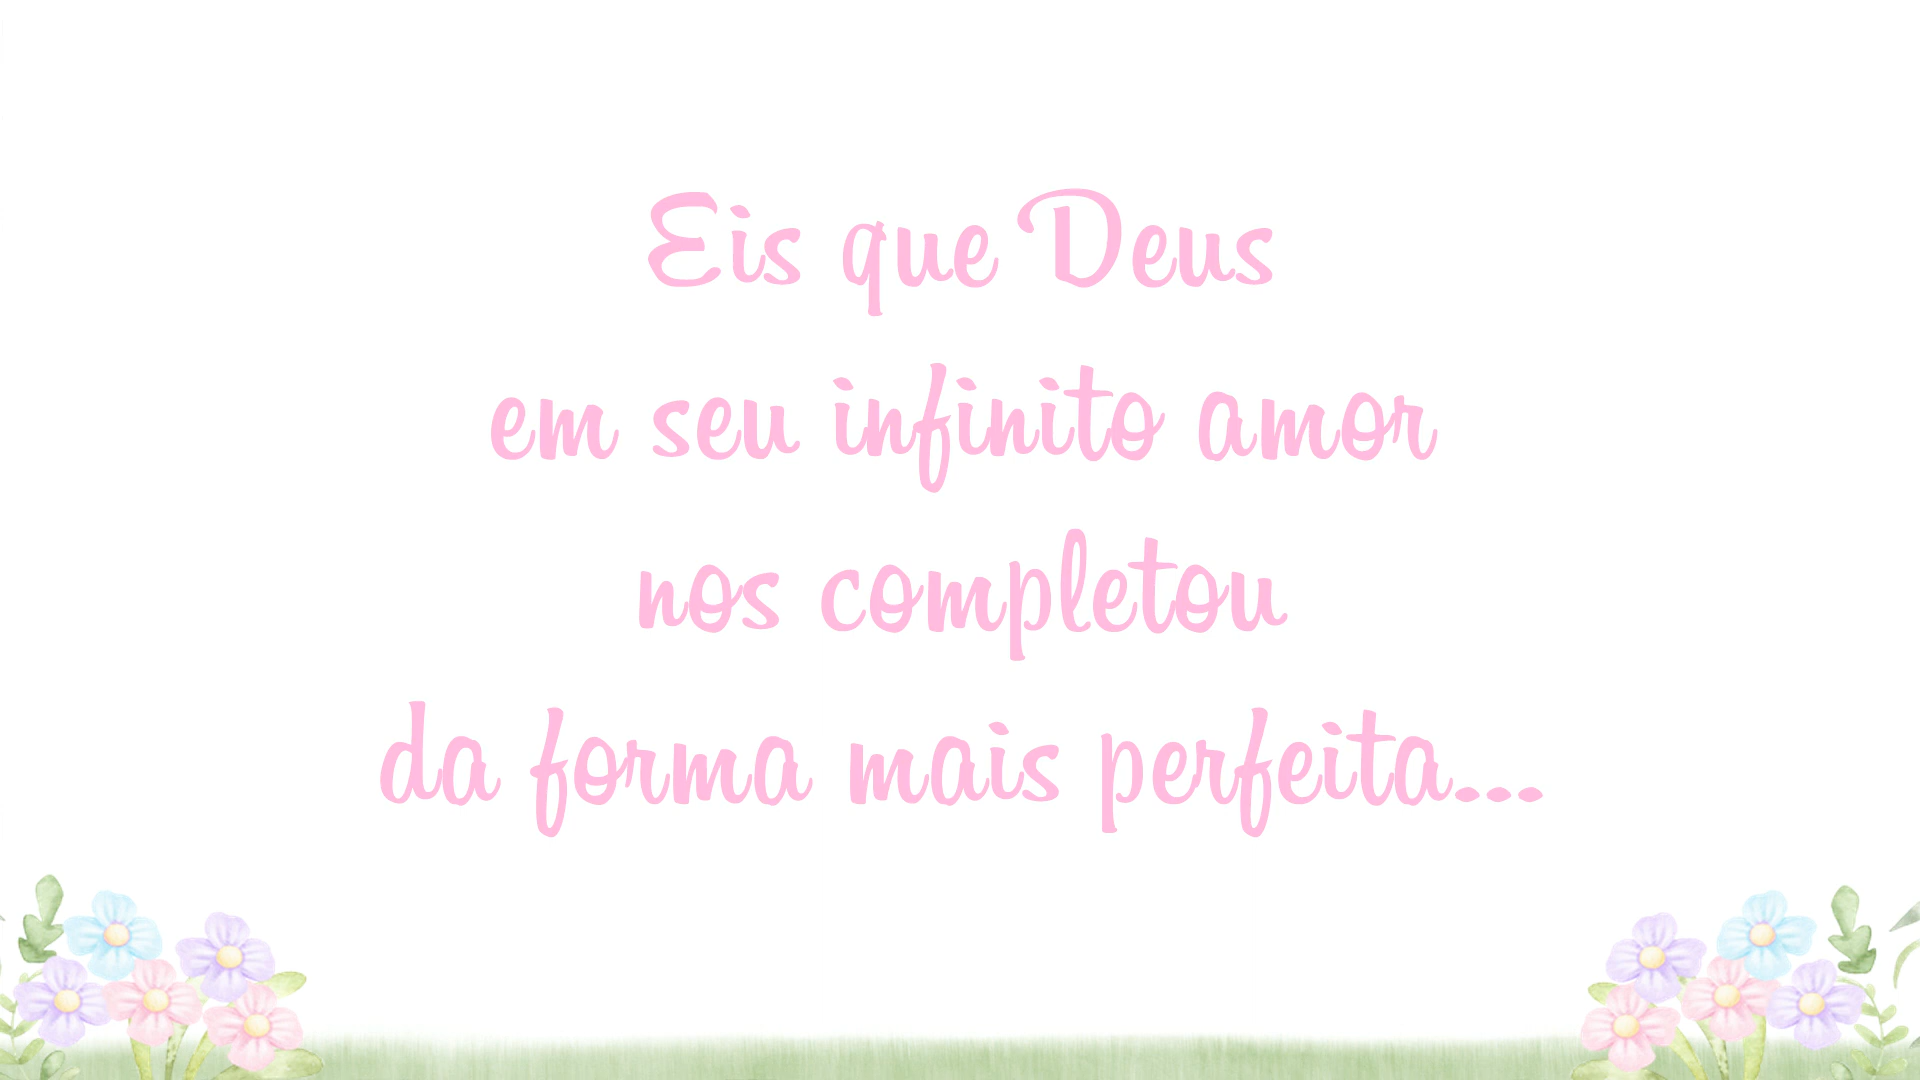 Eis que Deus
em seu infinito amor
nos completou
da forma mais perfeita...